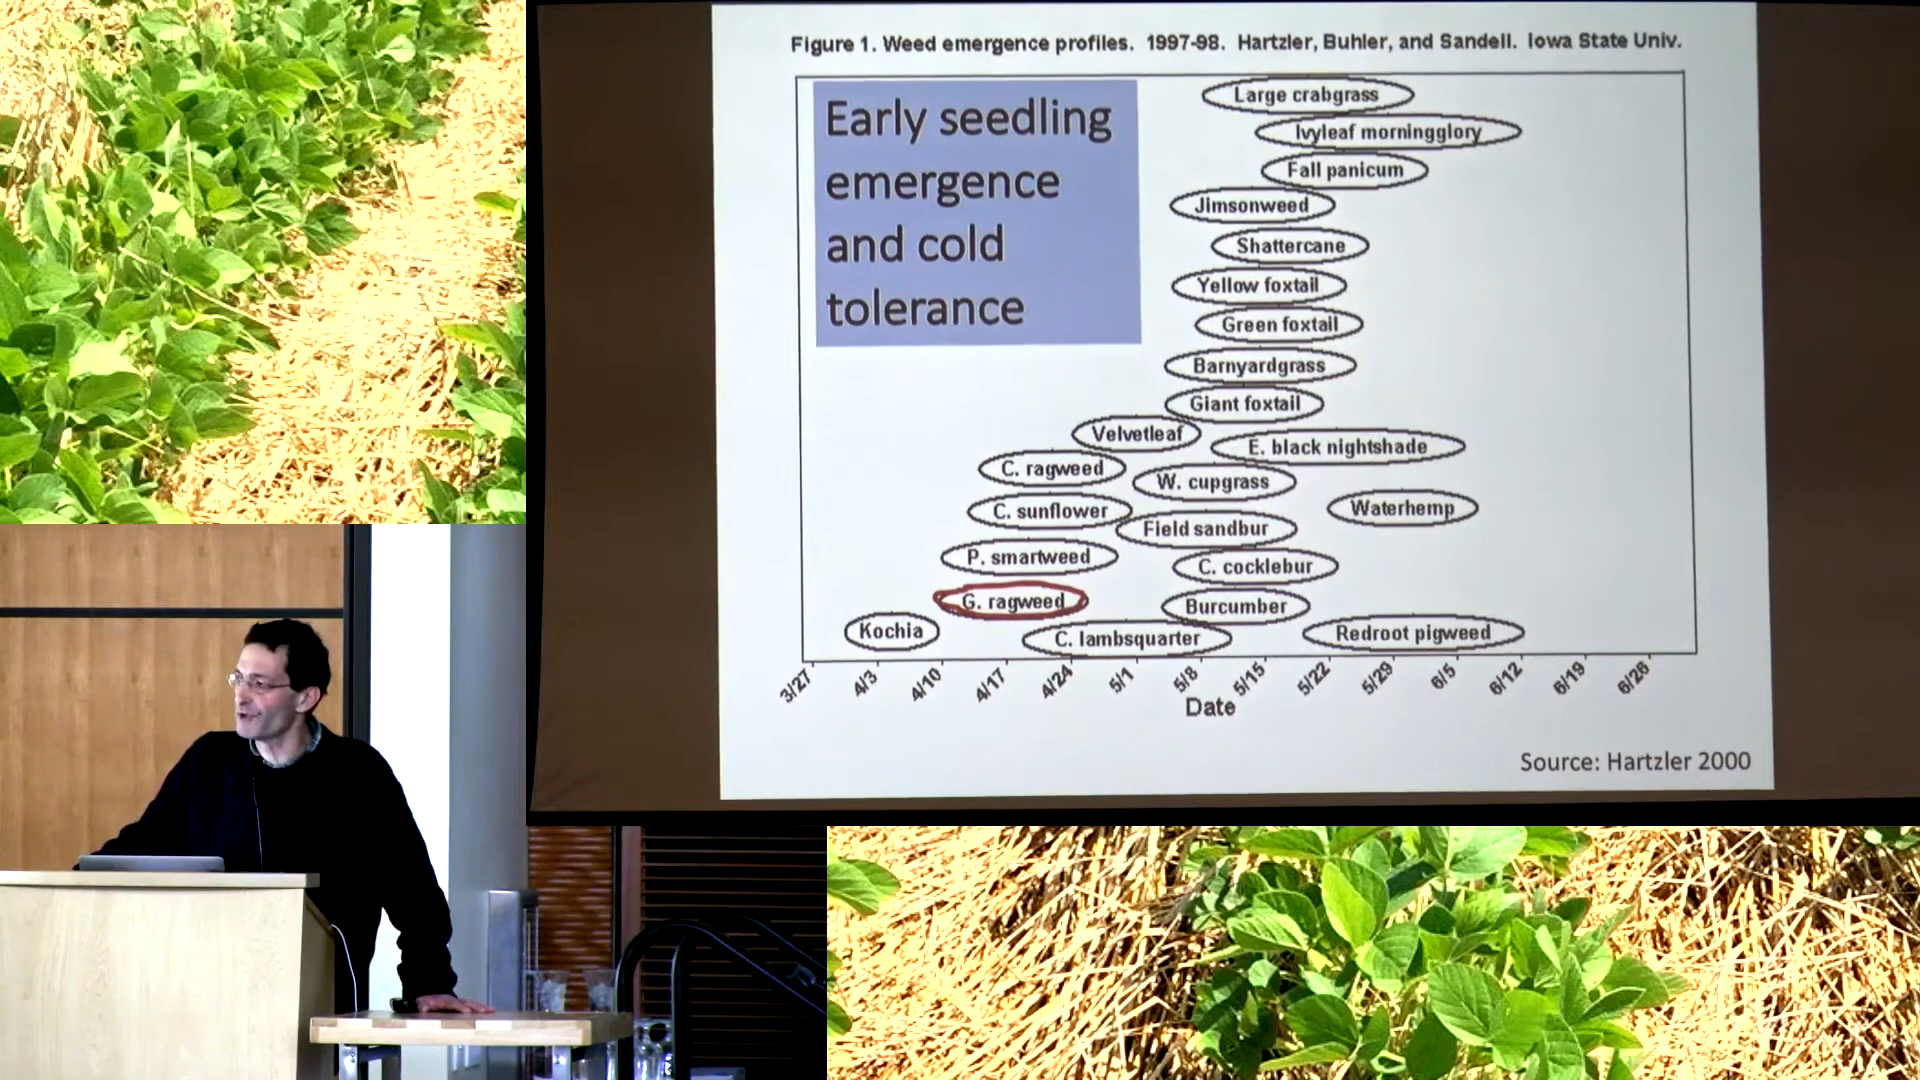 Figure 1. Weed emergence profiles. 1997-98. Hartzler, Buhler, and Sandell. Iowa State Univ.
Early seedling
emergence
and cold
tolerance
Large crabgrass
Ivyleaf morningglory
Fall panicum
Jimsonweed
Shattercane
Yellow foxtail
Green foxtail
Barnyardgrass
Giant foxtail
Velvetleaf
E. black nightshade
C. ragweed
W. cupgrass
C. sunflower
Waterhemp
Field sandbur
P. smartweed
C. cocklebur
G. ragweed
Burcumber
Kochia
C. lambsquarter
Redroot pigweed
3/27
4/3
4/10
4/17
4/24
5/1
5/8
5/15
5/22
5/29
6/5
6/12
6/19
6/26
Date
Source: Hartzler 2000